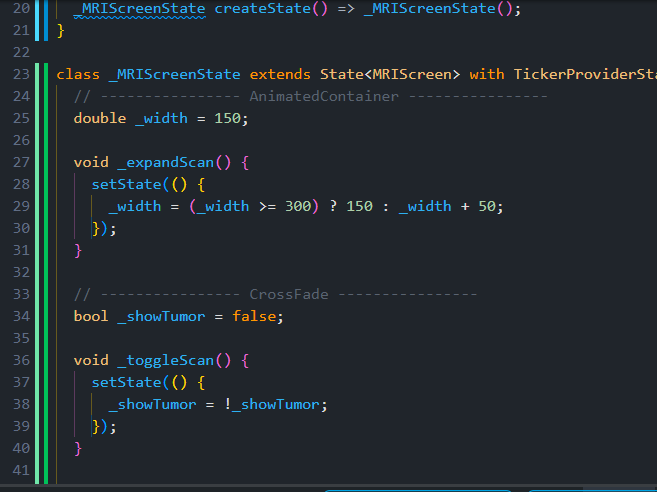 20 _MRIScreenState createState() => _MRIScreenState();
21 }
22
23 class _MRIScreenState extends State<MRIScreen> with TickerProviderSta
24 // ---------------- AnimatedContainer ----------------
25 double _width = 150;
26
27 void _expandScan() {
28 setState(() {
29 _width = (_width >= 300) ? 150 : _width + 50;
30 });
31 }
32
33 // ---------------- CrossFade ----------------
34 bool _showTumor = false;
35
36 void _toggleScan() {
37 setState(() {
38 _showTumor = !_showTumor;
39 });
40 }
41